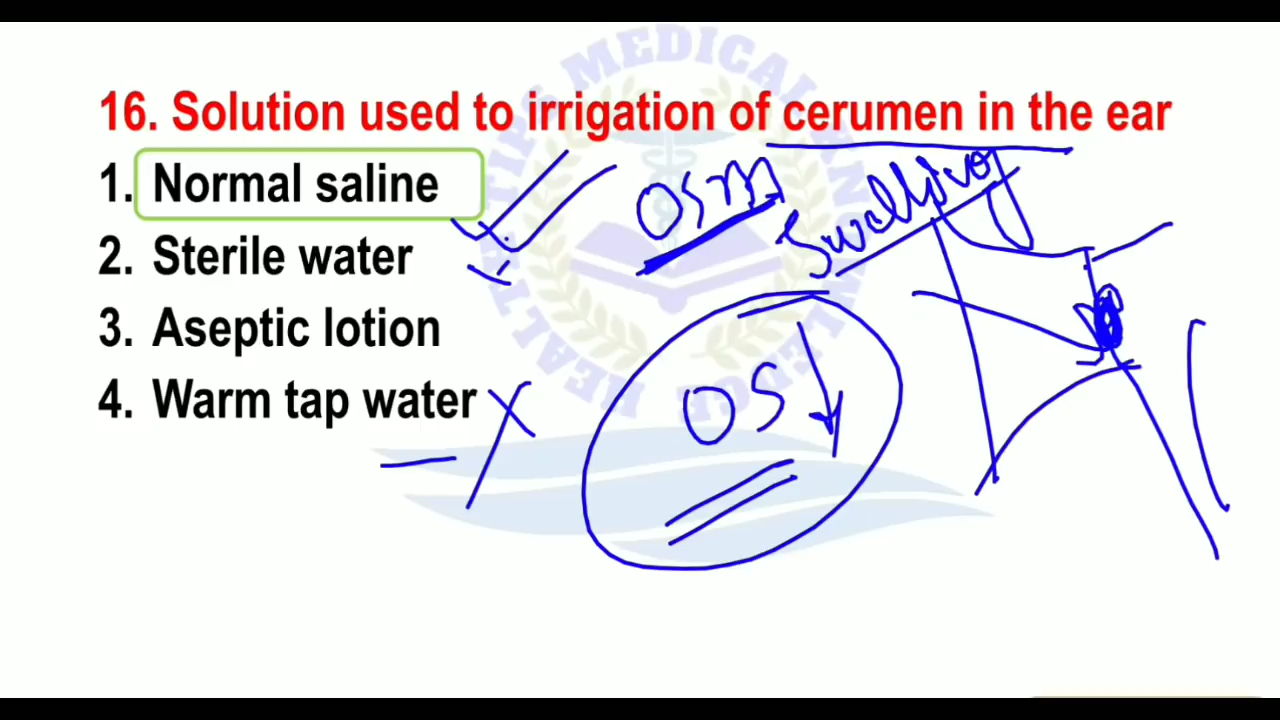 16. Solution used to irrigation of cerumen in the ear
1. Normal saline
2. Sterile water
3. Aseptic lotion
4. Warm tap water
osm
OS